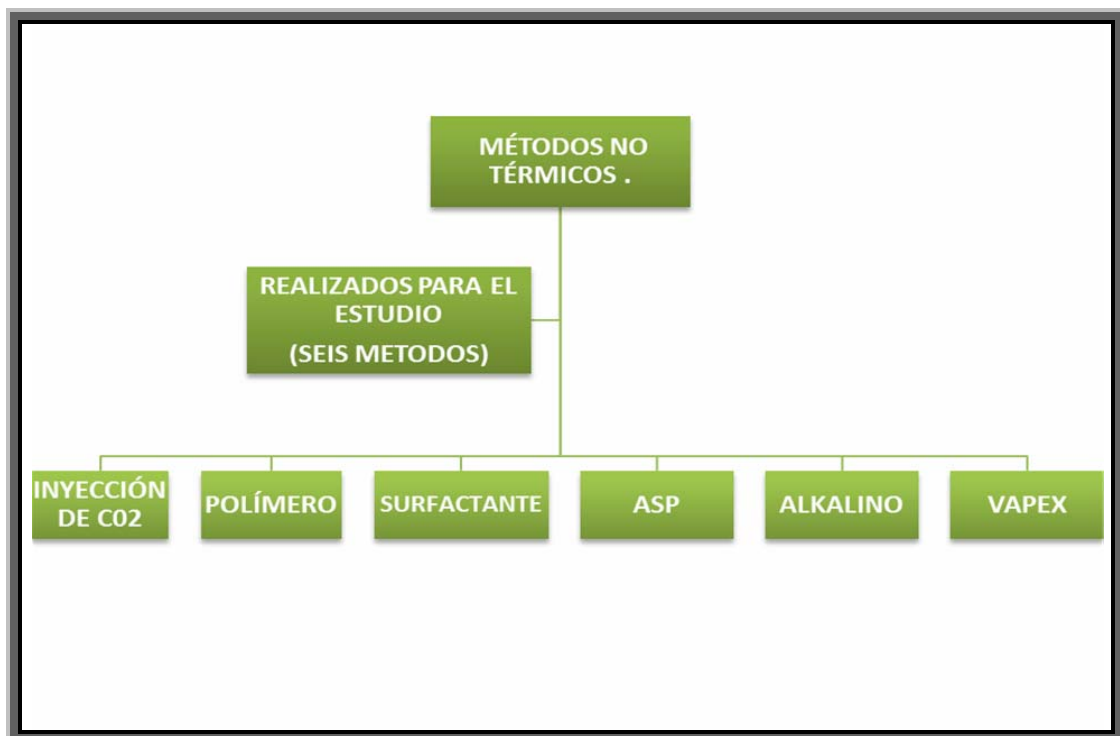 MÉTODOS NO
TÉRMICOS .
REALIZADOS PARA EL
ESTUDIO
(SEIS METODOS)
INYECCIÓN
DE C02
POLÍMERO
SURFACTANTE
ASP
ALKALINO
VAPEX